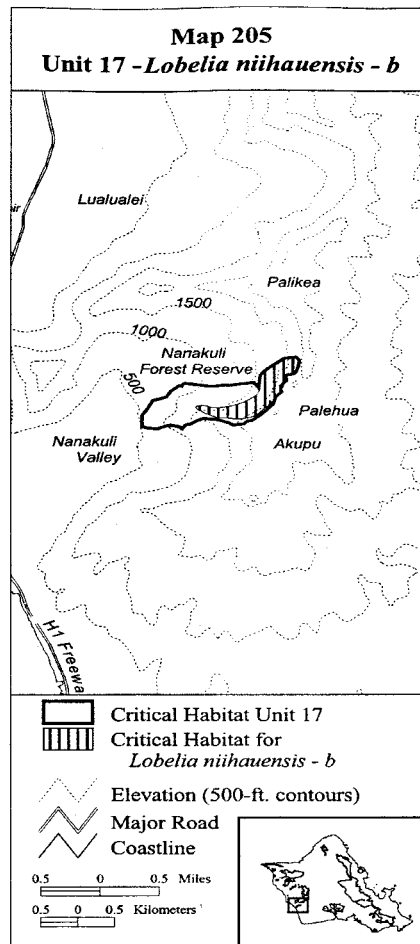 Map 205
Unit 17 - Lobelia niihauensis - b
Lualualei
ir
Palikea
1500
1000
500
Nanakuli
Forest Reserve
Palehua
Akupu
Nanakuli
Valley
H1 Freewa
Critical Habitat Unit 17
Critical Habitat for
Lobelia niihauensis - b
Elevation (500-ft. contours)
Major Road
Coastline
0.5 0 0.5 Miles
0.5 0 0.5 Kilometers